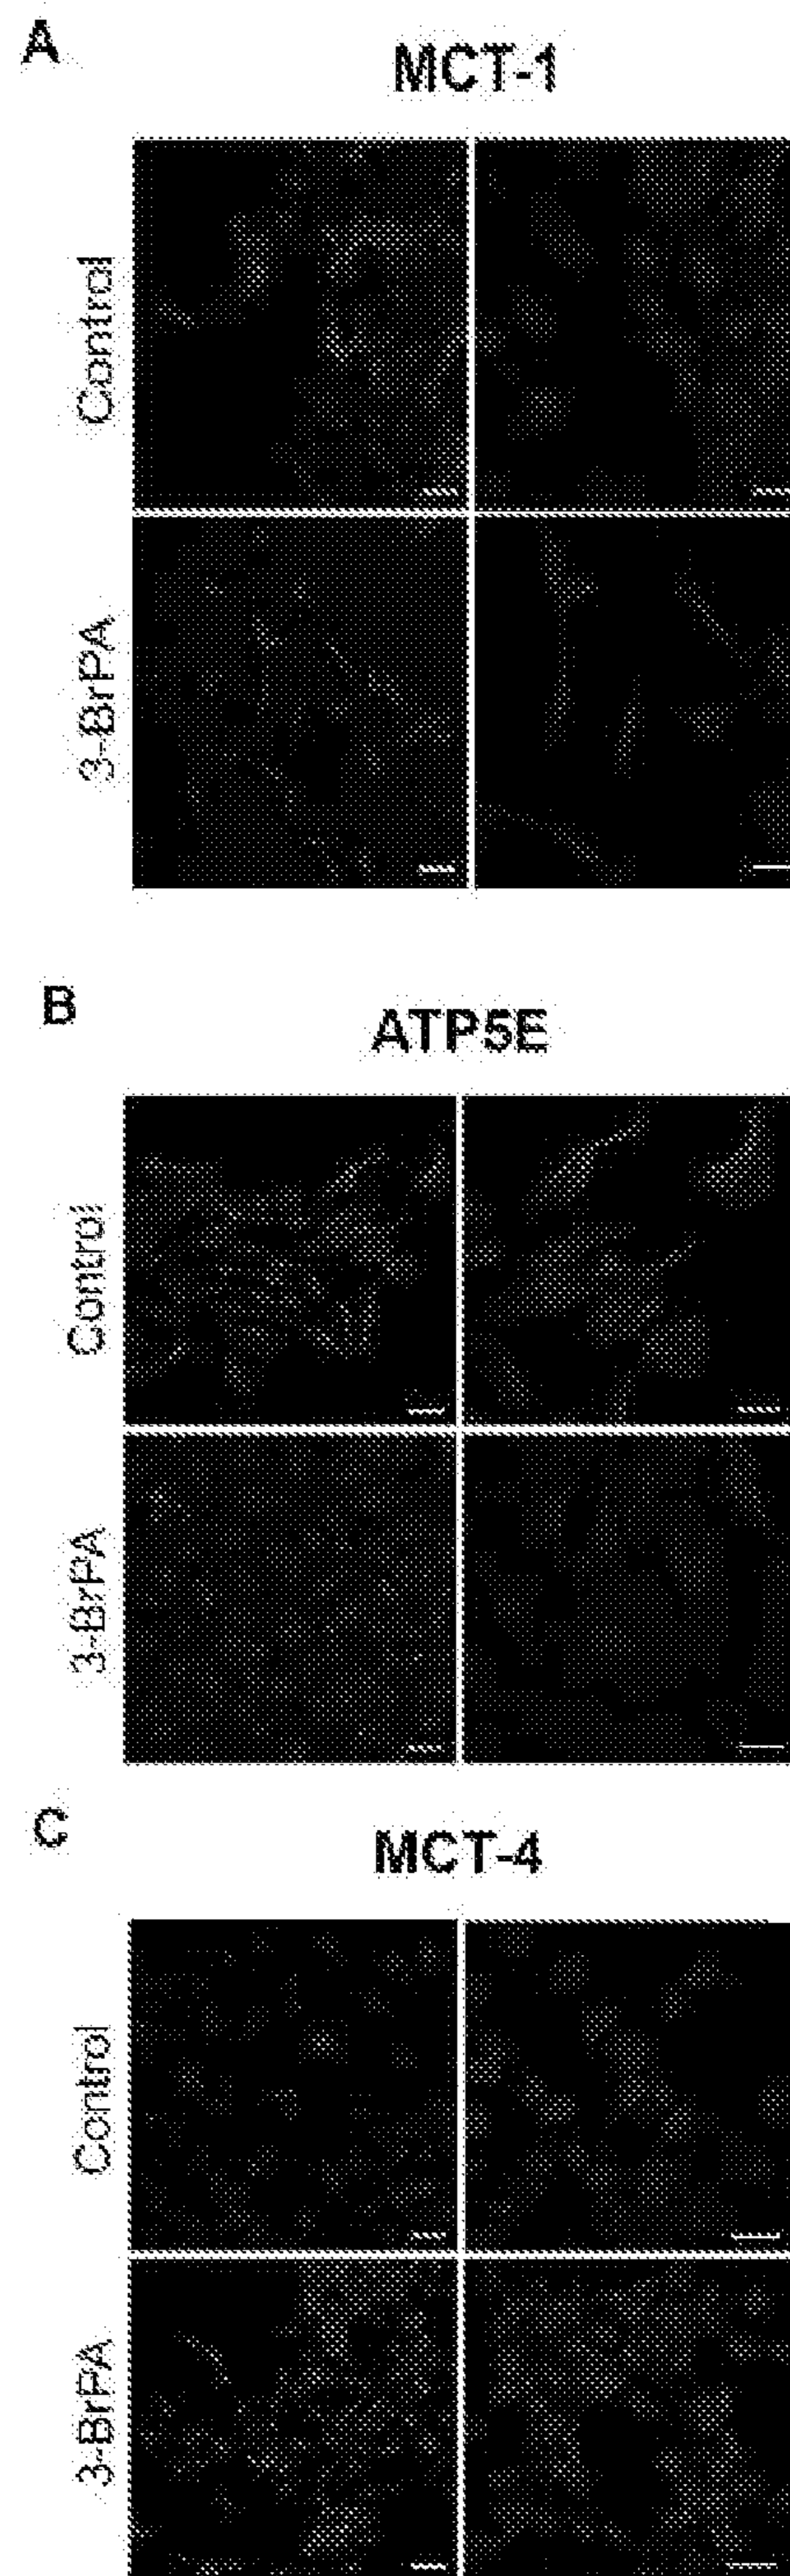 A
MCT-1
Control
3-BrPA
B
ATP5E
Control
3-BrPA
C
MCT-4
Control
3-BrPA